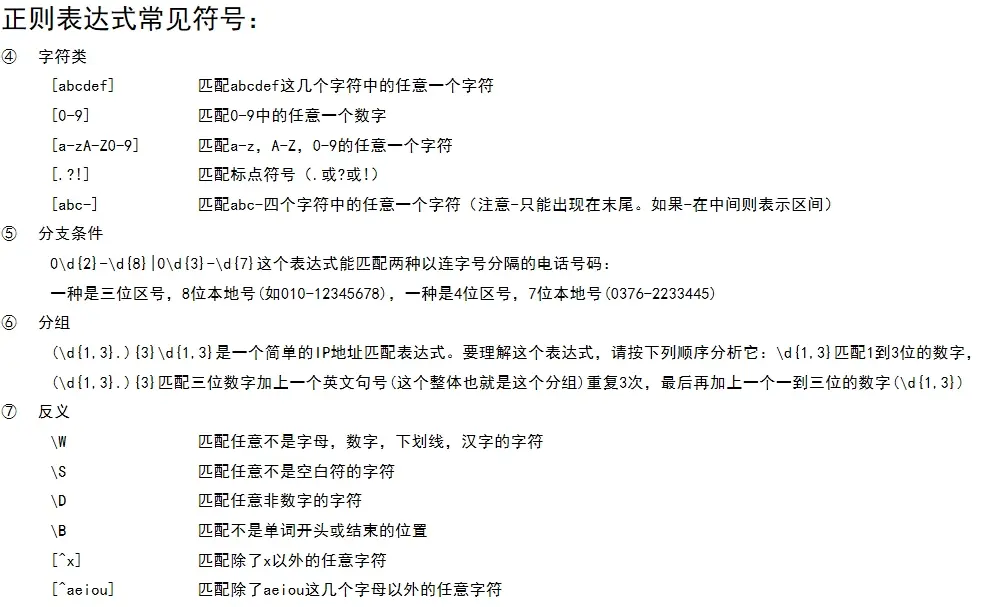 正则表达式常见符号：
④ 字符类
[abcdef] 匹配abcdef这几个字符中的任意一个字符
[0-9] 匹配0-9中的任意一个数字
[a-zA-Z0-9] 匹配a-z，A-Z，0-9的任意一个字符
[.?!] 匹配标点符号（.或?或!）
[abc-] 匹配abc-四个字符中的任意一个字符（注意-只能出现在末尾。如果-在中间则表示区间）
⑤ 分支条件
0\d{2}-\d{8}|0\d{3}-\d{7}这个表达式能匹配两种以连字号分隔的电话号码：
一种是三位区号，8位本地号(如010-12345678)，一种是4位区号，7位本地号(0376-2233445)
⑥ 分组
(\d{1,3}.){3}\d{1,3}是一个简单的IP地址匹配表达式。要理解这个表达式，请按下列顺序分析它：\d{1,3}匹配1到3位的数字，
(\d{1,3}.){3}匹配三位数字加上一个英文句号(这个整体也就是这个分组)重复3次，最后再加上一个一到三位的数字(\d{1,3})
⑦ 反义
\W 匹配任意不是字母，数字，下划线，汉字的字符
\S 匹配任意不是空白符的字符
\D 匹配任意非数字的字符
\B 匹配不是单词开头或结束的位置
[^x] 匹配除了x以外的任意字符
[^aeiou] 匹配除了aeiou这几个字母以外的任意字符